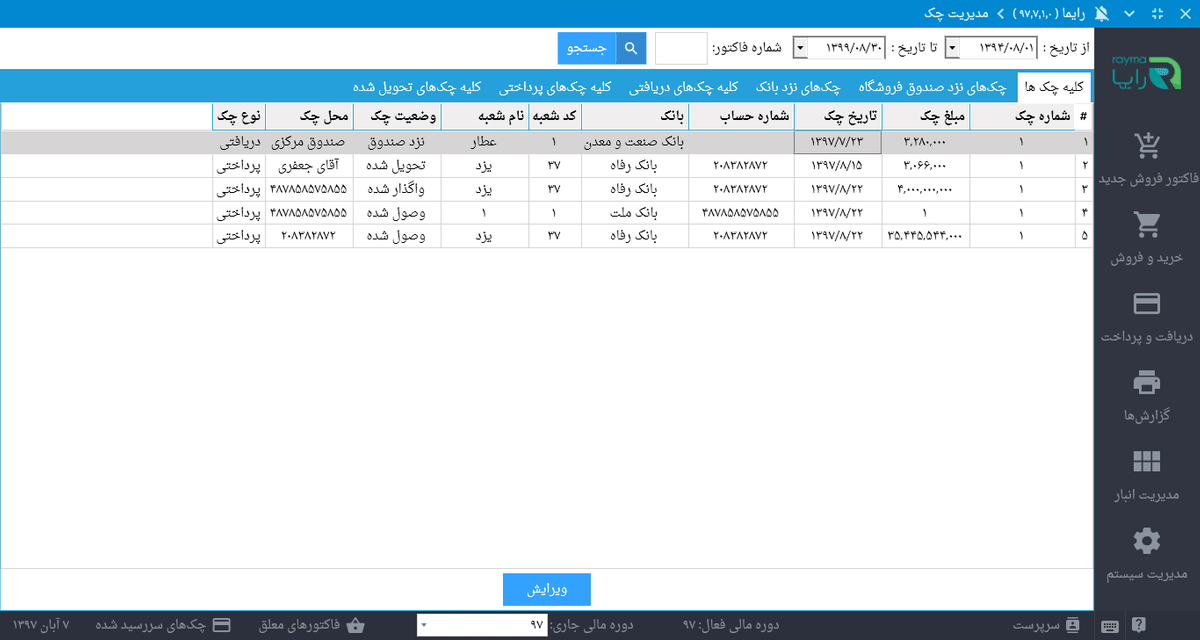 رایما ( ۹۷,۷,۱,۰ ) مدیریت چک
از تاریخ : ۱۳۹۴/۰۸/۰۱ تا تاریخ : ۱۳۹۹/۰۸/۳۰ شماره فاکتور: جستجو
کلیه چک ها چک‌های نزد صندوق فروشگاه چک‌های نزد بانک کلیه چک‌های دریافتی کلیه چک‌های پرداختی کلیه چک‌های تحویل شده
# شماره چک مبلغ چک تاریخ چک شماره حساب بانک کد شعبه نام شعبه وضعیت چک محل چک نوع چک
۱ ۱ ۳,۲۸۰,۰۰۰ ۱۳۹۷/۷/۲۳ بانک صنعت و معدن ۱ عطار نزد صندوق صندوق مرکزی دریافتی
۲ ۱ ۳,۰۶۶,۰۰۰ ۱۳۹۷/۸/۱۵ ۲۰۸۳۸۲۸۷۲ بانک رفاه ۳۷ یزد تحویل شده آقای جعفری پرداختی
۳ ۱ ۴,۰۰۰,۰۰۰,۰۰۰ ۱۳۹۷/۸/۲۲ ۲۰۸۳۸۲۸۷۲ بانک رفاه ۳۷ یزد واگذار شده ۴۸۷۸۵۸۵۷۵۸۵۵ پرداختی
۴ ۱ ۱ ۱۳۹۷/۸/۲۲ ۴۸۷۸۵۸۵۷۵۸۵۵ بانک ملت ۱ ۱ وصول شده ۴۸۷۸۵۸۵۷۵۸۵۵ پرداختی
۵ ۱ ۳۵,۴۴۵,۵۴۴,۰۰۰ ۱۳۹۷/۸/۲۲ ۲۰۸۳۸۲۸۷۲ بانک رفاه ۳۷ یزد وصول شده ۲۰۸۳۸۲۸۷۲ پرداختی
ویرایش
rayma
رایما
فاکتور فروش جدید
خرید و فروش
دریافت و پرداخت
گزارش‌ها
مدیریت انبار
مدیریت سیستم
سرپرست دوره مالی فعال: ۹۷ دوره مالی جاری: ۹۷ فاکتورهای معلق چک‌های سررسید شده ۷ آبان ۱۳۹۷